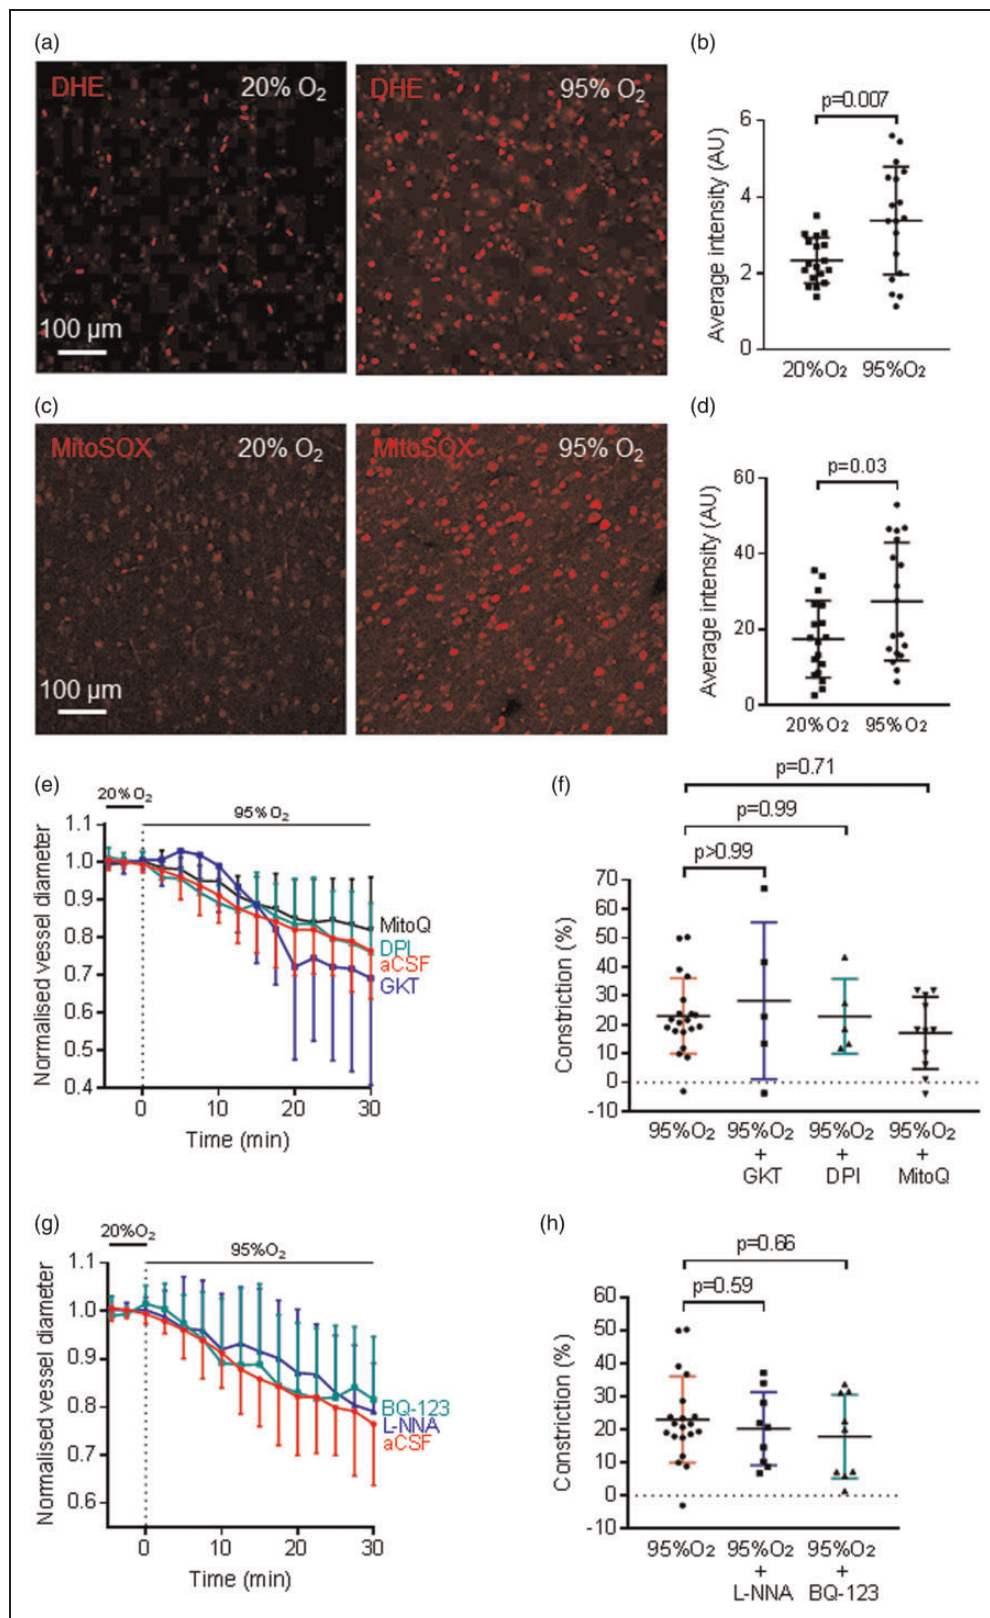 (a)
DHE 20% O₂
DHE 95% O₂
100 µm
(b)
p=0.007
Average intensity (AU)
6
4
2
0
20%O₂ 95%O₂
(c)
MitoSOX 20% O₂
MitoSOX 95% O₂
100 µm
(d)
p=0.03
Average intensity (AU)
60
40
20
0
20%O₂ 95%O₂
(e)
20%O₂
95%O₂
Normalised vessel diameter
1.1
1.0
0.9
0.8
0.7
0.6
0.5
0.4
MitoQ
DPI
aCSF
GKT
0 10 20 30
Time (min)
(f)
p=0.71
p=0.99
p>0.99
Constriction (%)
70
60
50
40
30
20
10
0
-10
95%O₂ 95%O₂ 95%O₂ 95%O₂
+ + +
GKT DPI MitoQ
(g)
20%O₂
95%O₂
Normalised vessel diameter
1.1
1.0
0.9
0.8
0.7
0.6
BQ-123
L-NNA
aCSF
0 10 20 30
Time (min)
(h)
p=0.66
p=0.59
Constriction (%)
60
50
40
30
20
10
0
-10
95%O₂ 95%O₂ 95%O₂
+ +
L-NNA BQ-123